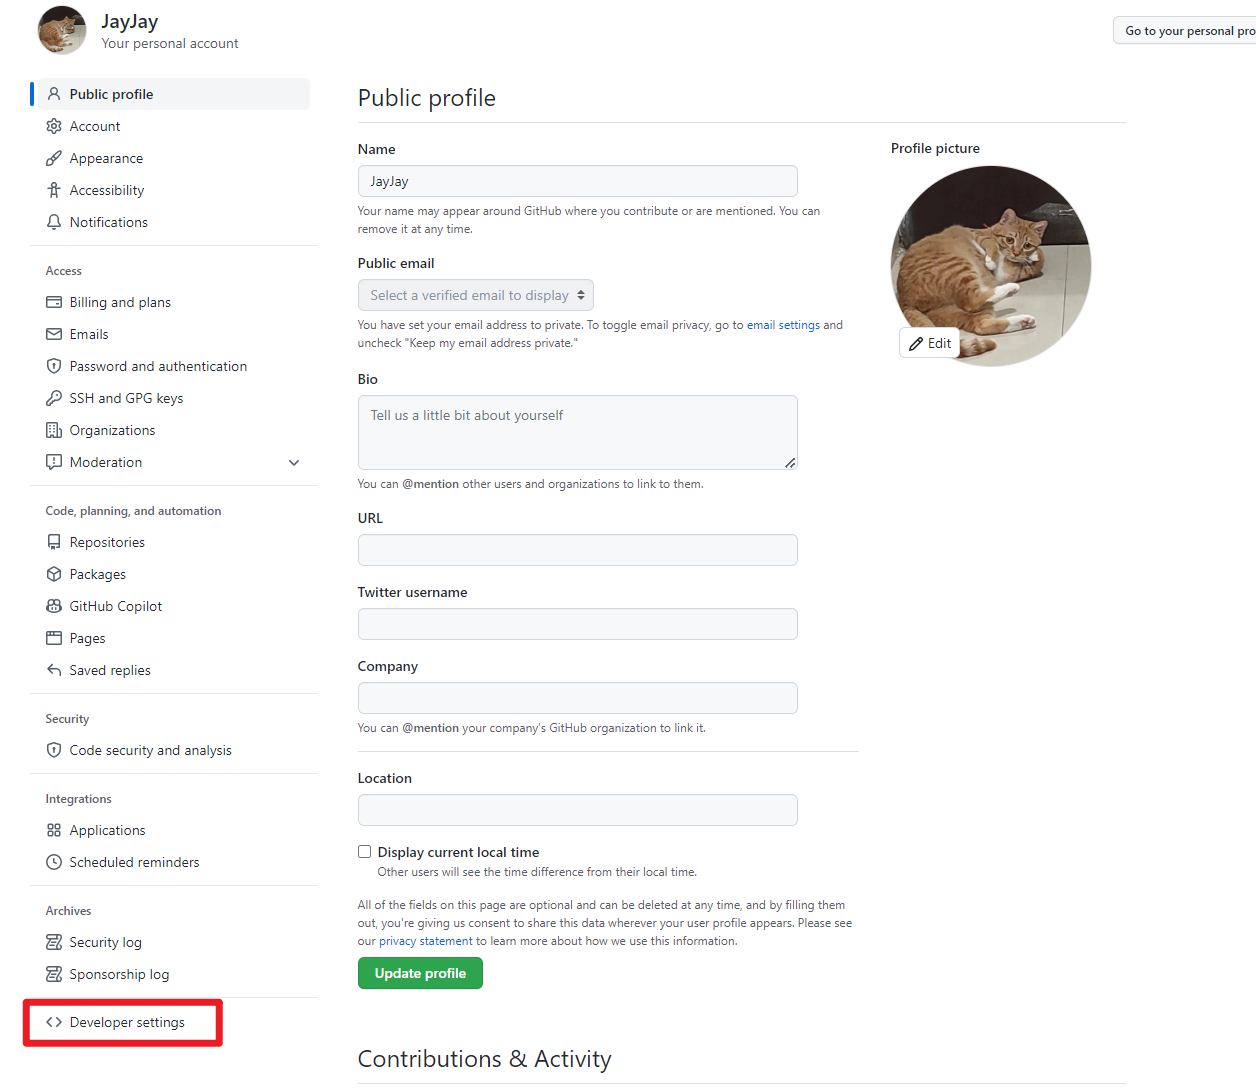 JayJay
Your personal account
Go to your personal pro
Public profile
Account
Appearance
Accessibility
Notifications
Access
Billing and plans
Emails
Password and authentication
SSH and GPG keys
Organizations
Moderation
Code, planning, and automation
Repositories
Packages
GitHub Copilot
Pages
Saved replies
Security
Code security and analysis
Integrations
Applications
Scheduled reminders
Archives
Security log
Sponsorship log
Developer settings
Public profile
Name
JayJay
Your name may appear around GitHub where you contribute or are mentioned. You can
remove it at any time.
Public email
Select a verified email to display
You have set your email address to private. To toggle email privacy, go to email settings and
uncheck "Keep my email address private."
Bio
Tell us a little bit about yourself
You can @mention other users and organizations to link to them.
URL
Twitter username
Company
You can @mention your company's GitHub organization to link it.
Location
Display current local time
Other users will see the time difference from their local time.
All of the fields on this page are optional and can be deleted at any time, and by filling them
out, you're giving us consent to share this data wherever your user profile appears. Please see
our privacy statement to learn more about how we use this information.
Update profile
Contributions & Activity
Profile picture
Edit